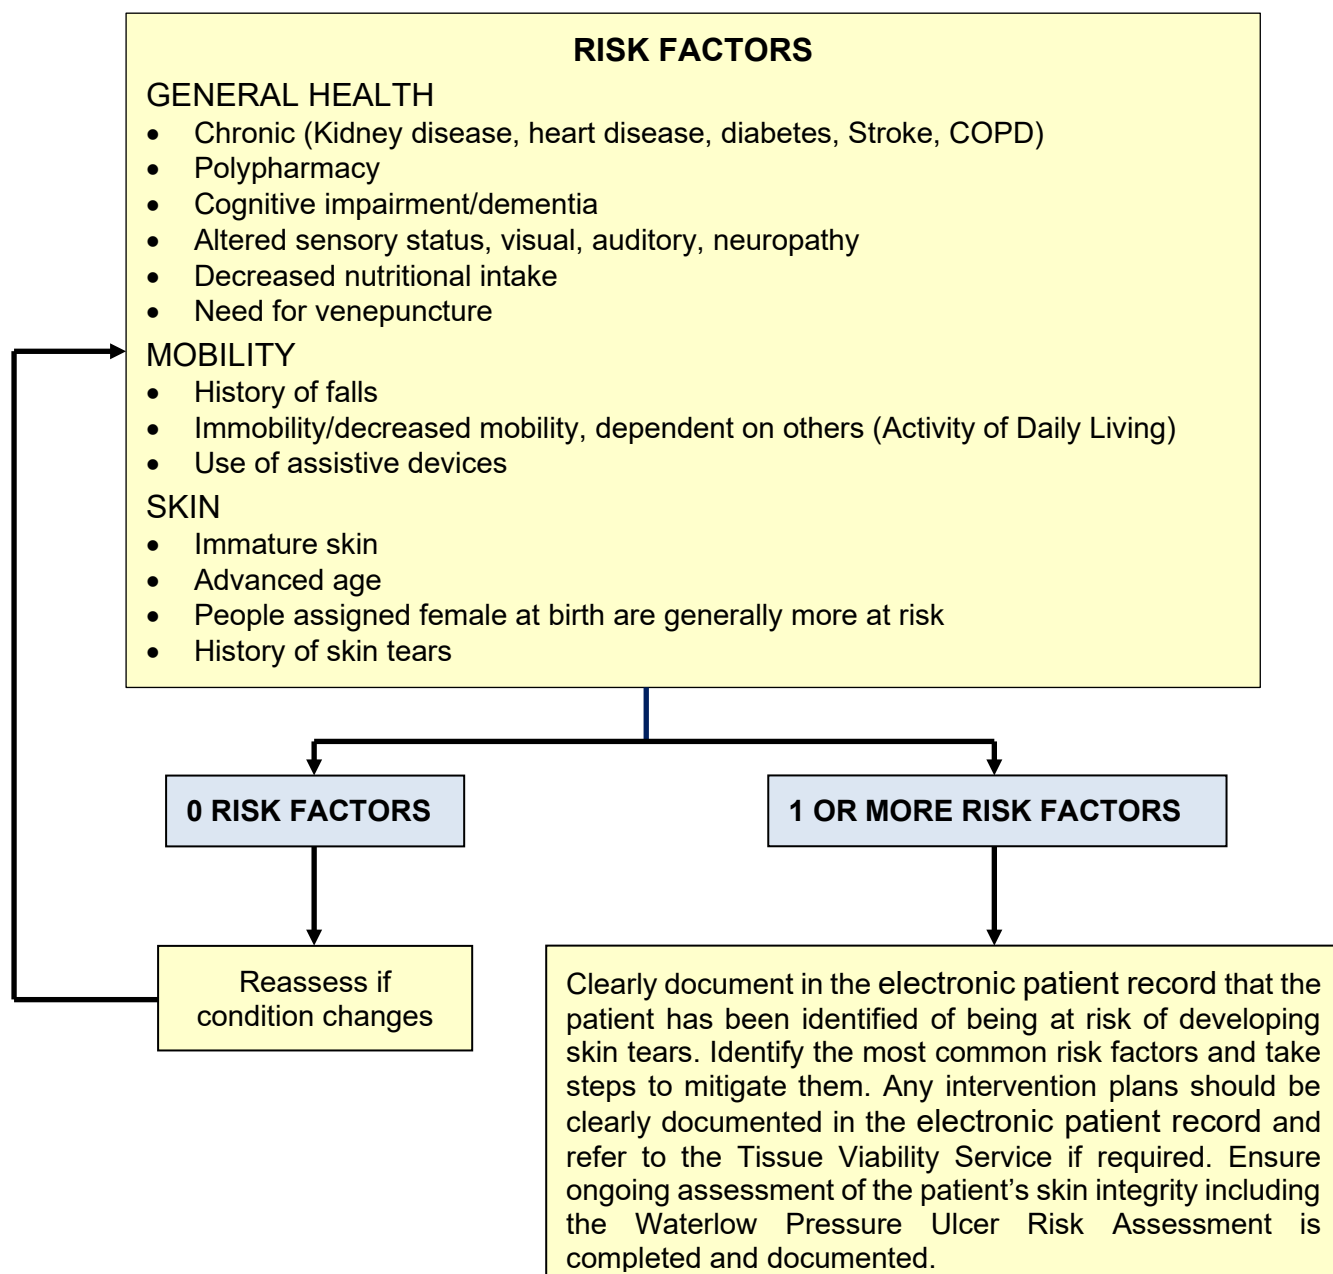 RISK FACTORS
GENERAL HEALTH
• Chronic (Kidney disease, heart disease, diabetes, Stroke, COPD)
• Polypharmacy
• Cognitive impairment/dementia
• Altered sensory status, visual, auditory, neuropathy
• Decreased nutritional intake
• Need for venepuncture
MOBILITY
• History of falls
• Immobility/decreased mobility, dependent on others (Activity of Daily Living)
• Use of assistive devices
SKIN
• Immature skin
• Advanced age
• People assigned female at birth are generally more at risk
• History of skin tears
0 RISK FACTORS
1 OR MORE RISK FACTORS
Reassess if
condition changes
Clearly document in the electronic patient record that the
patient has been identified of being at risk of developing
skin tears. Identify the most common risk factors and take
steps to mitigate them. Any intervention plans should be
clearly documented in the electronic patient record and
refer to the Tissue Viability Service if required. Ensure
ongoing assessment of the patient’s skin integrity including
the Waterlow Pressure Ulcer Risk Assessment is
completed and documented.